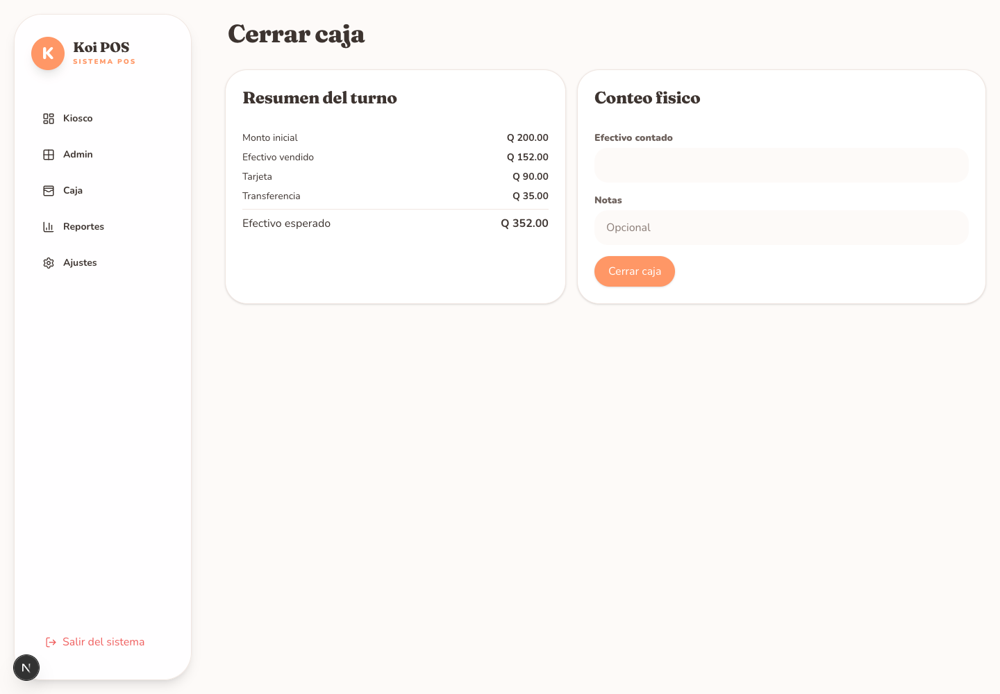 K
Koi POS
SISTEMA POS
Kiosco
Admin
Caja
Reportes
Ajustes
Salir del sistema
N
Cerrar caja
Resumen del turno
Monto inicial Q 200.00
Efectivo vendido Q 152.00
Tarjeta Q 90.00
Transferencia Q 35.00
Efectivo esperado Q 352.00
Conteo fisico
Efectivo contado
Notas
Opcional
Cerrar caja